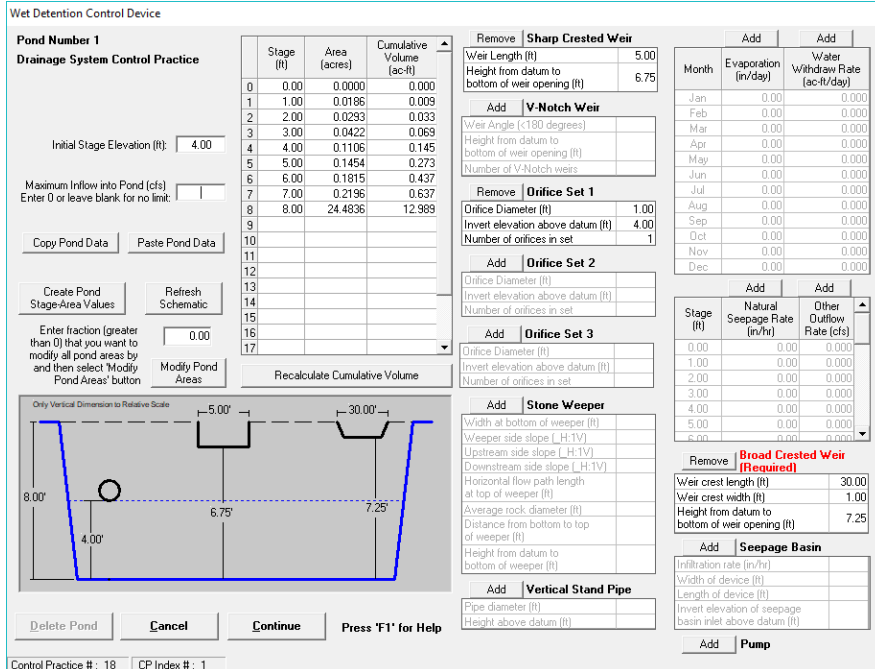 Wet Detention Control Device
Pond Number 1
Drainage System Control Practice
Initial Stage Elevation (ft): 4.00
Maximum Inflow into Pond (cfs)
Enter 0 or leave blank for no limit:
Copy Pond Data Paste Pond Data
Create Pond
Stage-Area Values
Refresh
Schematic
Enter fraction (greater
than 0) that you want to
modify all pond areas by
and then select 'Modify
Pond Areas' button
0.00
Modify Pond
Areas
Stage
(ft)
Area
(acres)
Cumulative
Volume
(ac-ft)
0 0.00 0.0000 0.000
1 1.00 0.0186 0.009
2 2.00 0.0293 0.033
3 3.00 0.0422 0.069
4 4.00 0.1106 0.145
5 5.00 0.1454 0.273
6 6.00 0.1815 0.437
7 7.00 0.2196 0.637
8 8.00 24.4836 12.989
9
10
11
12
13
14
15
16
17
Recalculate Cumulative Volume
Only Vertical Dimension to Relative Scale
5.00'
30.00'
8.00'
4.00'
6.75'
7.25'
Delete Pond Cancel Continue Press 'F1' for Help
Control Practice # : 18 CP Index # : 1
Remove Sharp Crested Weir
Weir Length (ft) 5.00
Height from datum to
bottom of weir opening (ft) 6.75
Add V-Notch Weir
Weir Angle (<180 degrees)
Height from datum to
bottom of weir opening (ft)
Number of V-Notch weirs
Remove Orifice Set 1
Orifice Diameter (ft) 1.00
Invert elevation above datum (ft) 4.00
Number of orifices in set 1
Add Orifice Set 2
Orifice Diameter (ft)
Invert elevation above datum (ft)
Number of orifices in set
Add Orifice Set 3
Orifice Diameter (ft)
Invert elevation above datum (ft)
Number of orifices in set
Add Stone Weeper
Width at bottom of weeper (ft)
Weeper side slope (_H:1V)
Upstream side slope (_H:1V)
Downstream side slope (_H:1V)
Horizontal flow path length
at top of weeper (ft)
Average rock diameter (ft)
Distance from bottom to top
of weeper (ft)
Height from datum to
bottom of weeper (ft)
Add Vertical Stand Pipe
Pipe diameter (ft)
Height above datum (ft)
Add Add
Month
Evaporation
(in/day)
Water
Withdraw Rate
(ac-ft/day)
Jan 0.00 0.000
Feb 0.00 0.000
Mar 0.00 0.000
Apr 0.00 0.000
May 0.00 0.000
Jun 0.00 0.000
Jul 0.00 0.000
Aug 0.00 0.000
Sep 0.00 0.000
Oct 0.00 0.000
Nov 0.00 0.000
Dec 0.00 0.000
Add Add
Stage
(ft)
Natural
Seepage Rate
(in/hr)
Other
Outflow
Rate (cfs)
0.00 0.00 0.000
1.00 0.00 0.000
2.00 0.00 0.000
3.00 0.00 0.000
4.00 0.00 0.000
5.00 0.00 0.000
6.00 0.00 0.000
Remove Broad Crested Weir
(Required)
Weir crest length (ft) 30.00
Weir crest width (ft) 1.00
Height from datum to
bottom of weir opening (ft) 7.25
Add Seepage Basin
Infiltration rate (in/hr)
Width of device (ft)
Length of device (ft)
Invert elevation of seepage
basin inlet above datum (ft)
Add Pump